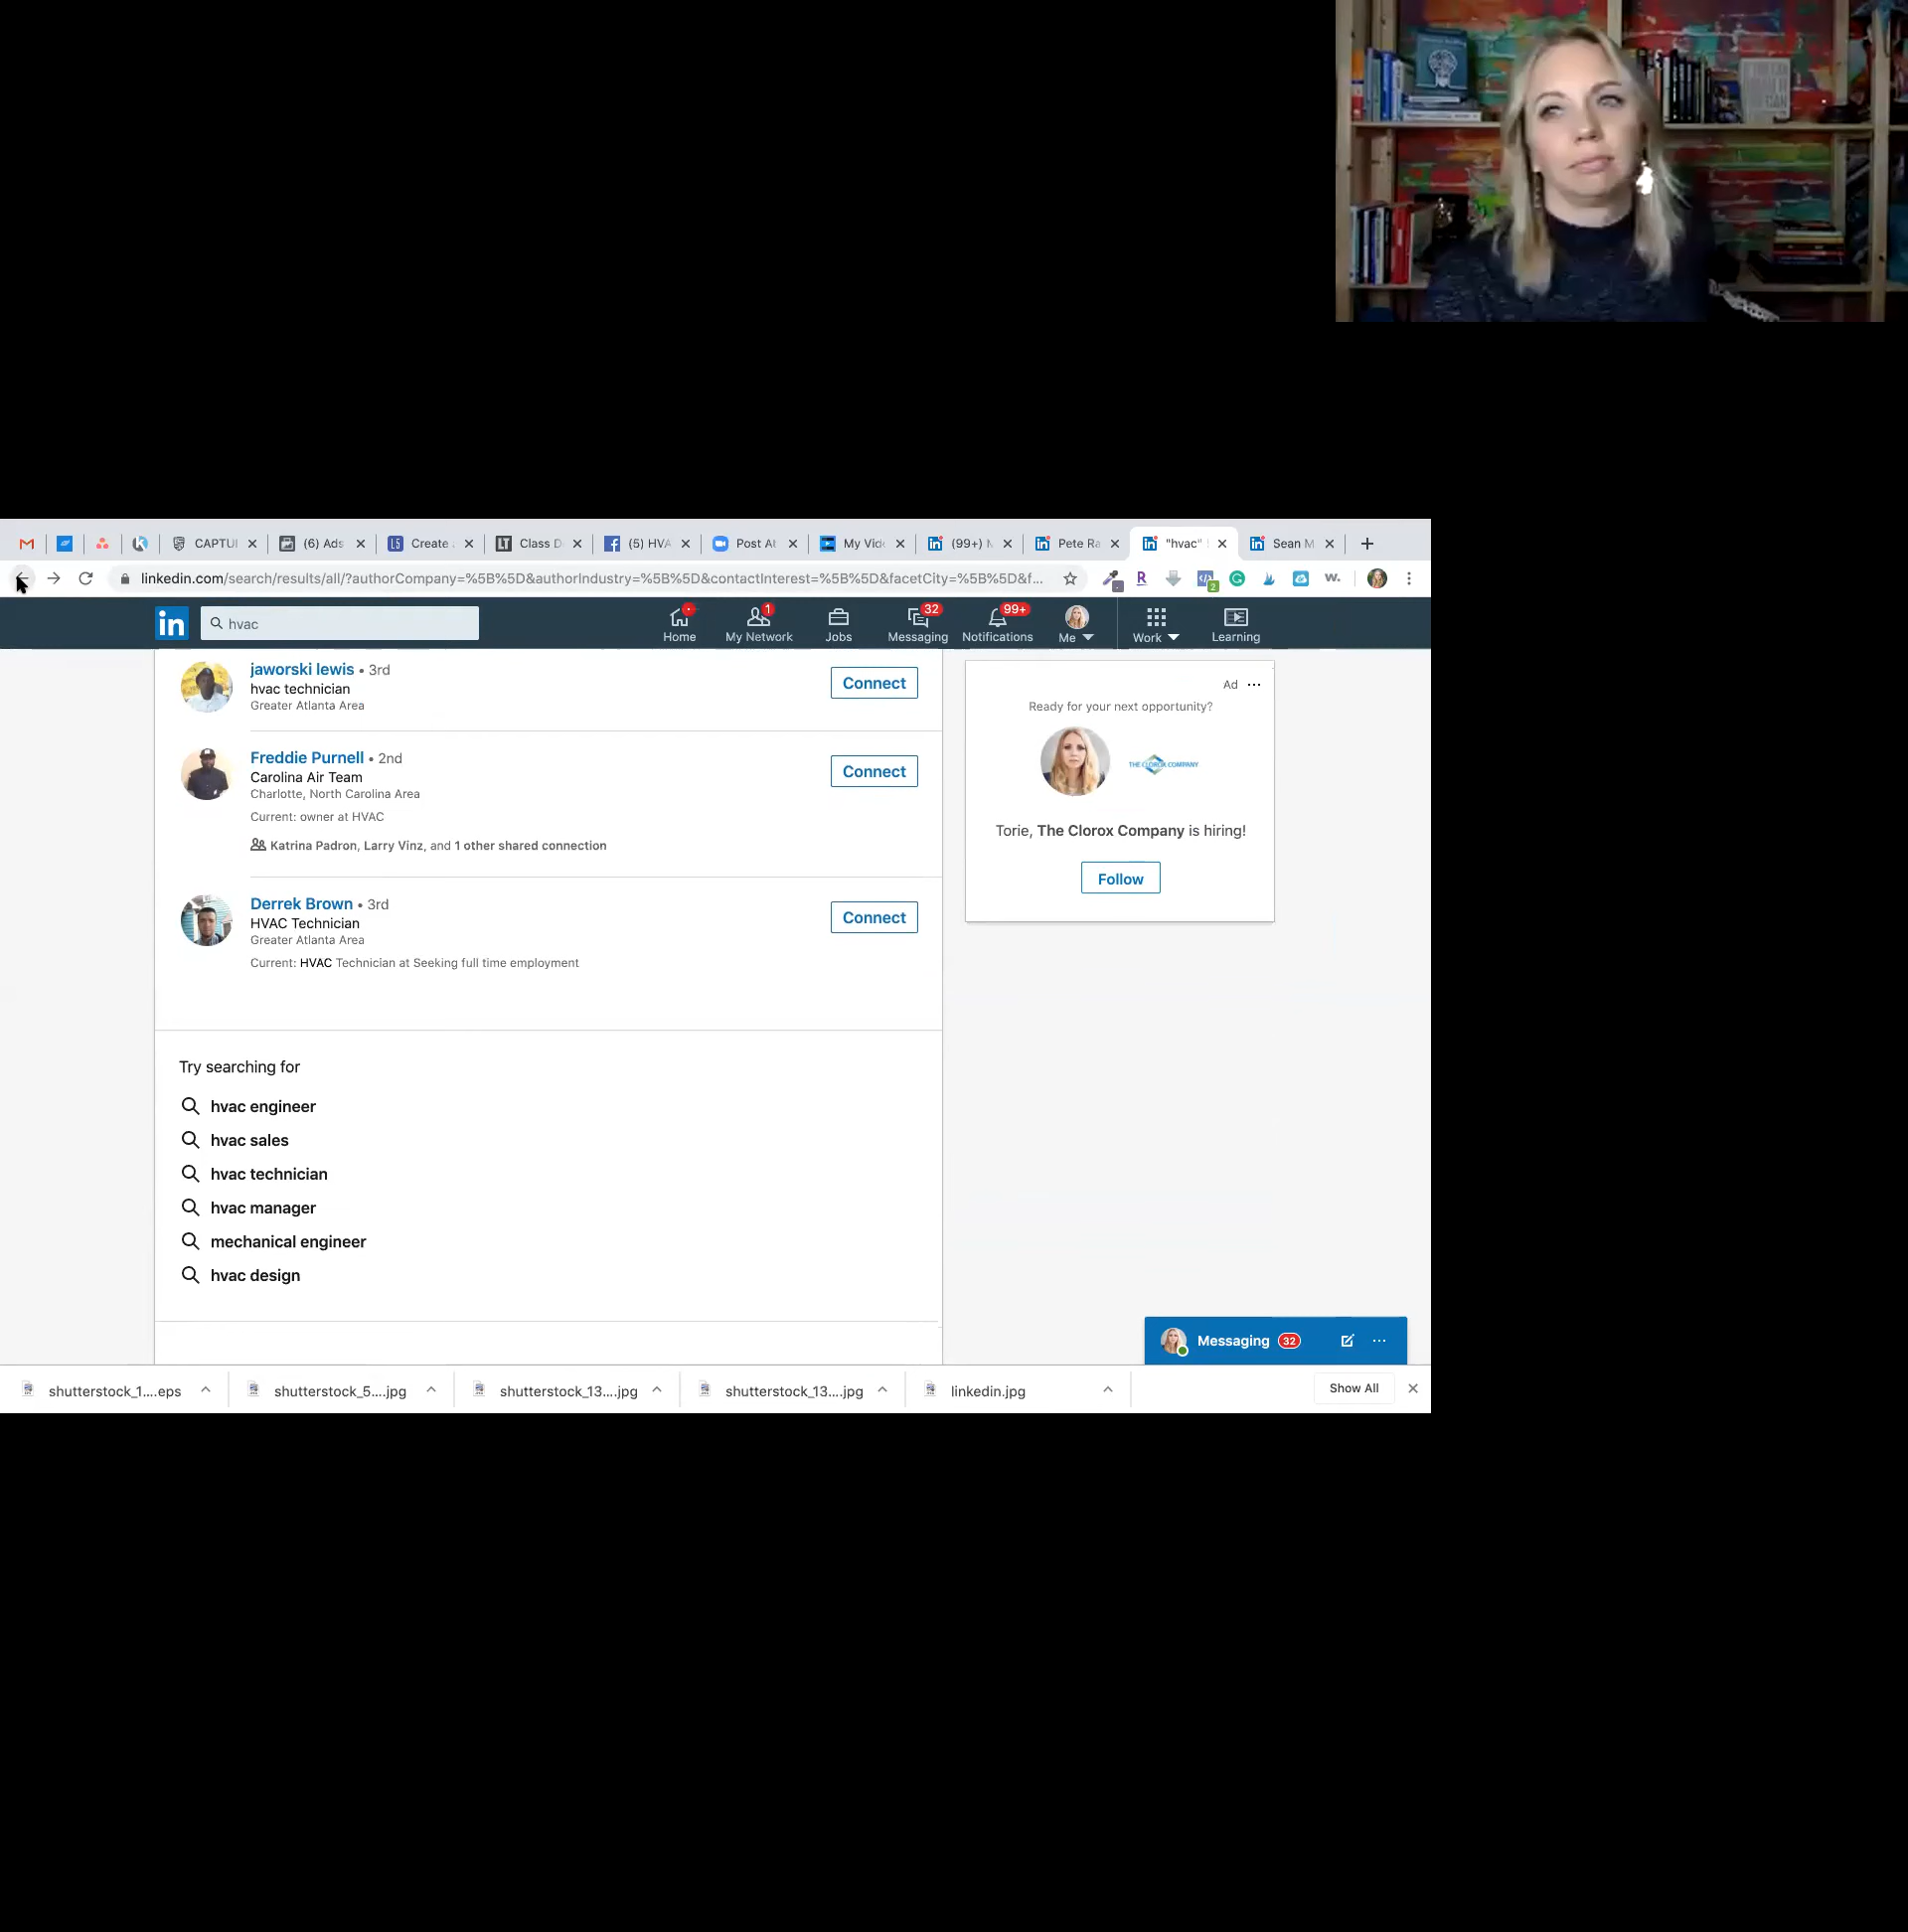 CAPTUI
(6) Ads
Create
Class D
(5) HVA
Post At
My Vid
(99+)
Pete Ra
"hvac"
Sean M
linkedin.com/search/results/all/?authorCompany=%5B%5D&authorIndustry=%5B%5D&contactInterest=%5B%5D&facetCity=%5B%5D&f...
in
hvac
Home
1
My Network
Jobs
32
Messaging
99+
Notifications
Me
Work
Learning
jaworski lewis • 3rd
hvac technician
Greater Atlanta Area
Connect
Freddie Purnell • 2nd
Carolina Air Team
Charlotte, North Carolina Area
Current: owner at HVAC
Katrina Padron, Larry Vinz, and 1 other shared connection
Connect
Derrek Brown • 3rd
HVAC Technician
Greater Atlanta Area
Current: HVAC Technician at Seeking full time employment
Connect
Ad ...
Ready for your next opportunity?
THE CLOROX COMPANY
Torie, The Clorox Company is hiring!
Follow
Try searching for
hvac engineer
hvac sales
hvac technician
hvac manager
mechanical engineer
hvac design
Messaging 32
shutterstock_1....eps
shutterstock_5....jpg
shutterstock_13....jpg
shutterstock_13....jpg
linkedin.jpg
Show All